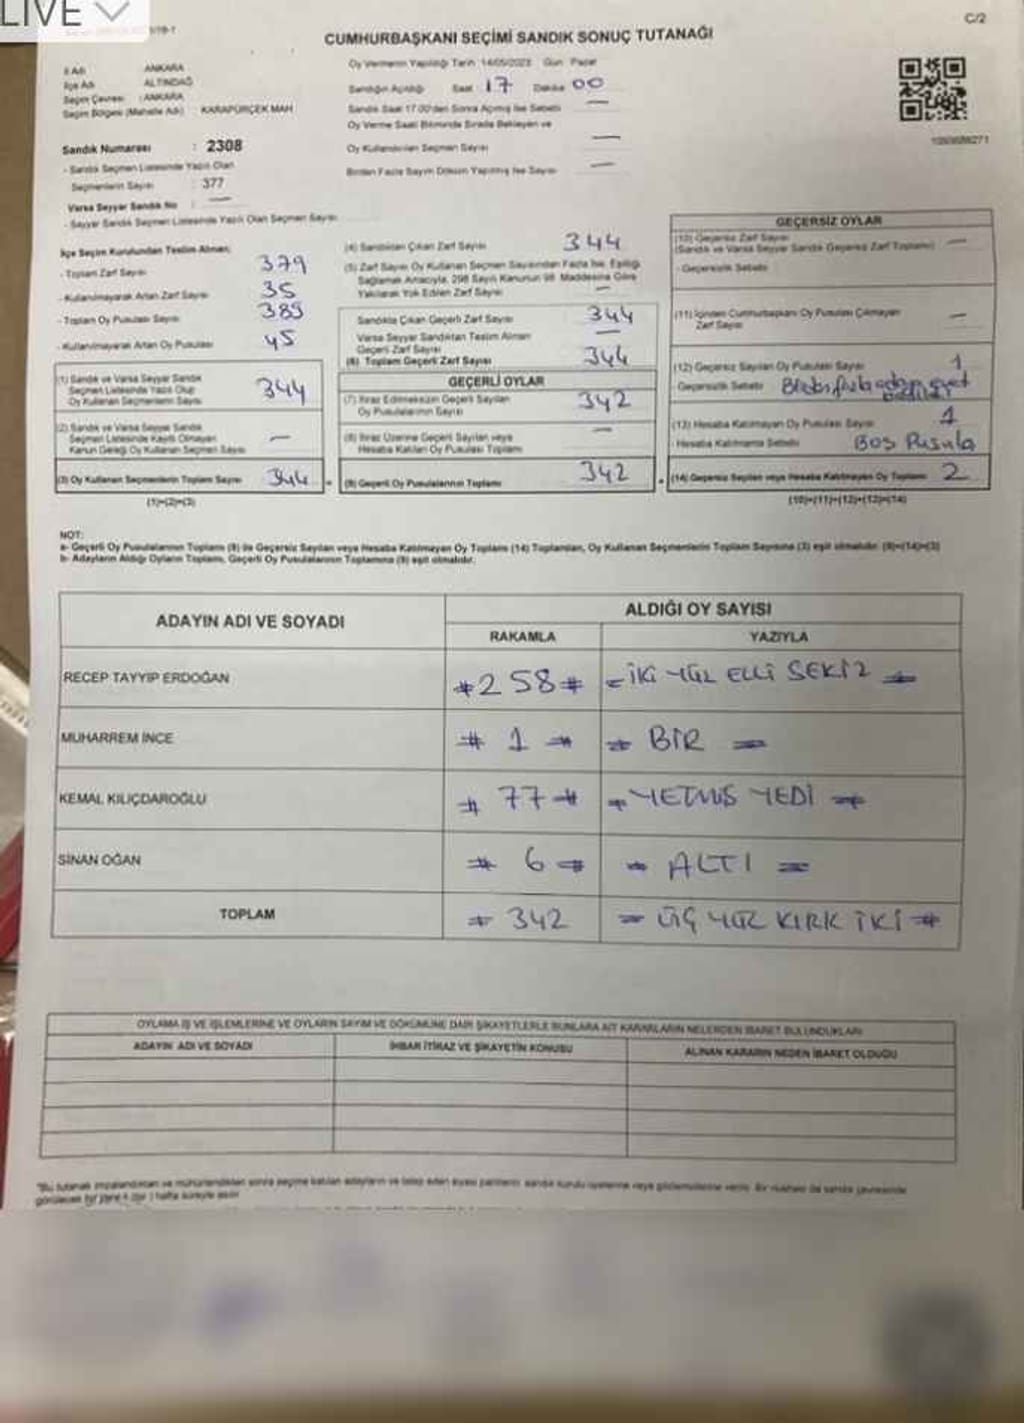 LIVE
C/2
CUMHURBAŞKANI SEÇİMİ SANDIK SONUÇ TUTANAĞI
İl Adı : ANKARA
İlçe Adı : ALTINDAĞ
Seçim Çevresi : ANKARA
Seçim Bölgesi (Mahalle Adı) : KARAPÜRÇEK MAH
Sandık Numarası : 2308
- Sandık Seçmen Listesinde Yazılı Olan
Seçmenlerin Sayısı : 377
Varsa Seyyar Sandık No : —
- Seyyar Sandık Seçmen Listesinde Yazılı Olan Seçmen Sayısı
Oy Vermenin Yapıldığı Tarih : 14/05/2023 Gün : Pazar
Sandığın Açıldığı Saat : 17 Dakika : 00
Sandık Saat 17.00'den Sonra Açılmış İse Sebebi —
Oy Verme Saati Bitiminde Sırada Bekleyen ve
Oy Kullandırılan Seçmen Sayısı —
Birden Fazla Sayım Döküm Yapılmış İse Sayısı —
İlçe Seçim Kurulundan Teslim Alınan;
- Toplam Zarf Sayısı 379
- Kullanılmayarak Artan Zarf Sayısı 35
- Toplam Oy Pusulası Sayısı 389
- Kullanılmayarak Artan Oy Pusulası 45
(1) Sandık ve Varsa Seyyar Sandık
Seçmen Listesinde Yazılı Olup
Oy Kullanan Seçmenlerin Sayısı 344
(2) Sandık ve Varsa Seyyar Sandık
Seçmen Listesinde Kayıtlı Olmayan
Kanun Gereği Oy Kullanan Seçmen Sayısı —
(3) Oy Kullanan Seçmenlerin Toplam Sayısı 344
(1)+(2)=(3)
(4) Sandıktan Çıkan Zarf Sayısı 344
(5) Zarf Sayısı Oy Kullanan Seçmen Sayısından Fazla İse, Eşitliği
Sağlamak Amacıyla, 298 Sayılı Kanunun 98. Maddesine Göre
Yakılarak Yok Edilen Zarf Sayısı —
Sandıkta Çıkan Geçerli Zarf Sayısı 344
Varsa Seyyar Sandıktan Teslim Alınan
Geçerli Zarf Sayısı —
(6) Toplam Geçerli Zarf Sayısı 344
GEÇERLİ OYLAR
(7) İtiraz Edilmeksizin Geçerli Sayılan
Oy Pusulalarının Sayısı 342
(8) İtiraz Üzerine Geçerli Sayılan veya
Hesaba Katılan Oy Pusulası Toplamı —
(9) Geçerli Oy Pusulalarının Toplamı 342
GEÇERSİZ OYLAR
(10) Geçersiz Zarf Sayısı —
(Sandık ve Varsa Seyyar Sandık Geçersiz Zarf Toplamı)
- Geçersizlik Sebebi
(11) İçinden Cumhurbaşkanı Oy Pusulası Çıkmayan
Zarf Sayısı —
(12) Geçersiz Sayılan Oy Pusulası Sayısı 1
- Geçersizlik Sebebi
(13) Hesaba Katılmayan Oy Pusulası Sayısı 1
- Hesaba Katılmama Sebebi BOŞ Pusula
(14) Geçersiz Sayılan veya Hesaba Katılmayan Oy Toplamı 2
(10)+(11)+(12)+(13)=(14)
NOT:
a- Geçerli Oy Pusulalarının Toplamı (9) ile Geçersiz Sayılan veya Hesaba Katılmayan Oy Toplamı (14) Toplamları, Oy Kullanan Seçmenlerin Toplam Sayısına (3) eşit olmalıdır. (9)+(14)=(3)
b- Adayların Aldığı Oyların Toplamı, Geçerli Oy Pusulalarının Toplamına (9) eşit olmalıdır.
ADAYIN ADI VE SOYADI ALDIĞI OY SAYISI
RAKAMLA YAZIYLA
RECEP TAYYİP ERDOĞAN #258# = İKİ YÜZ ELLİ SEKİZ =
MUHARREM İNCE # 1 # = BİR =
KEMAL KILIÇDAROĞLU # 77 # = YETMİŞ YEDİ =
SİNAN OĞAN # 6 # = ALTI =
TOPLAM # 342 = ÜÇ YÜZ KIRK İKİ #
OYLAMA İŞ VE İŞLEMLERİNE VE OYLARIN SAYIM VE DÖKÜMÜNE DAİR ŞİKAYETLERLE BUNLARA AİT KARARLARIN NELERDEN İBARET BULUNDUKLARI
ADAYIN ADI VE SOYADI İHBAR İTİRAZ VE ŞİKAYETİN KONUSU ALINAN KARARIN NEDEN İBARET OLDUĞU